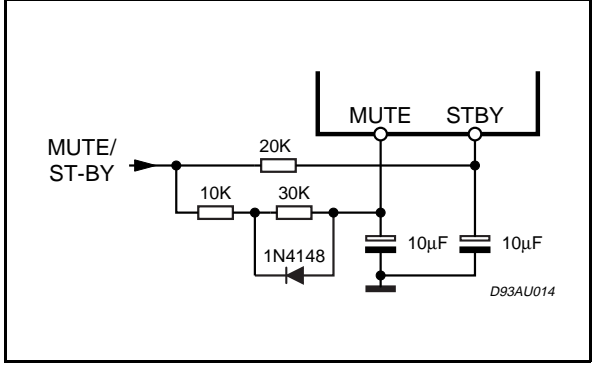 MUTE STBY
MUTE/
ST-BY
20K
10K 30K
1N4148
10μF 10μF
D93AU014